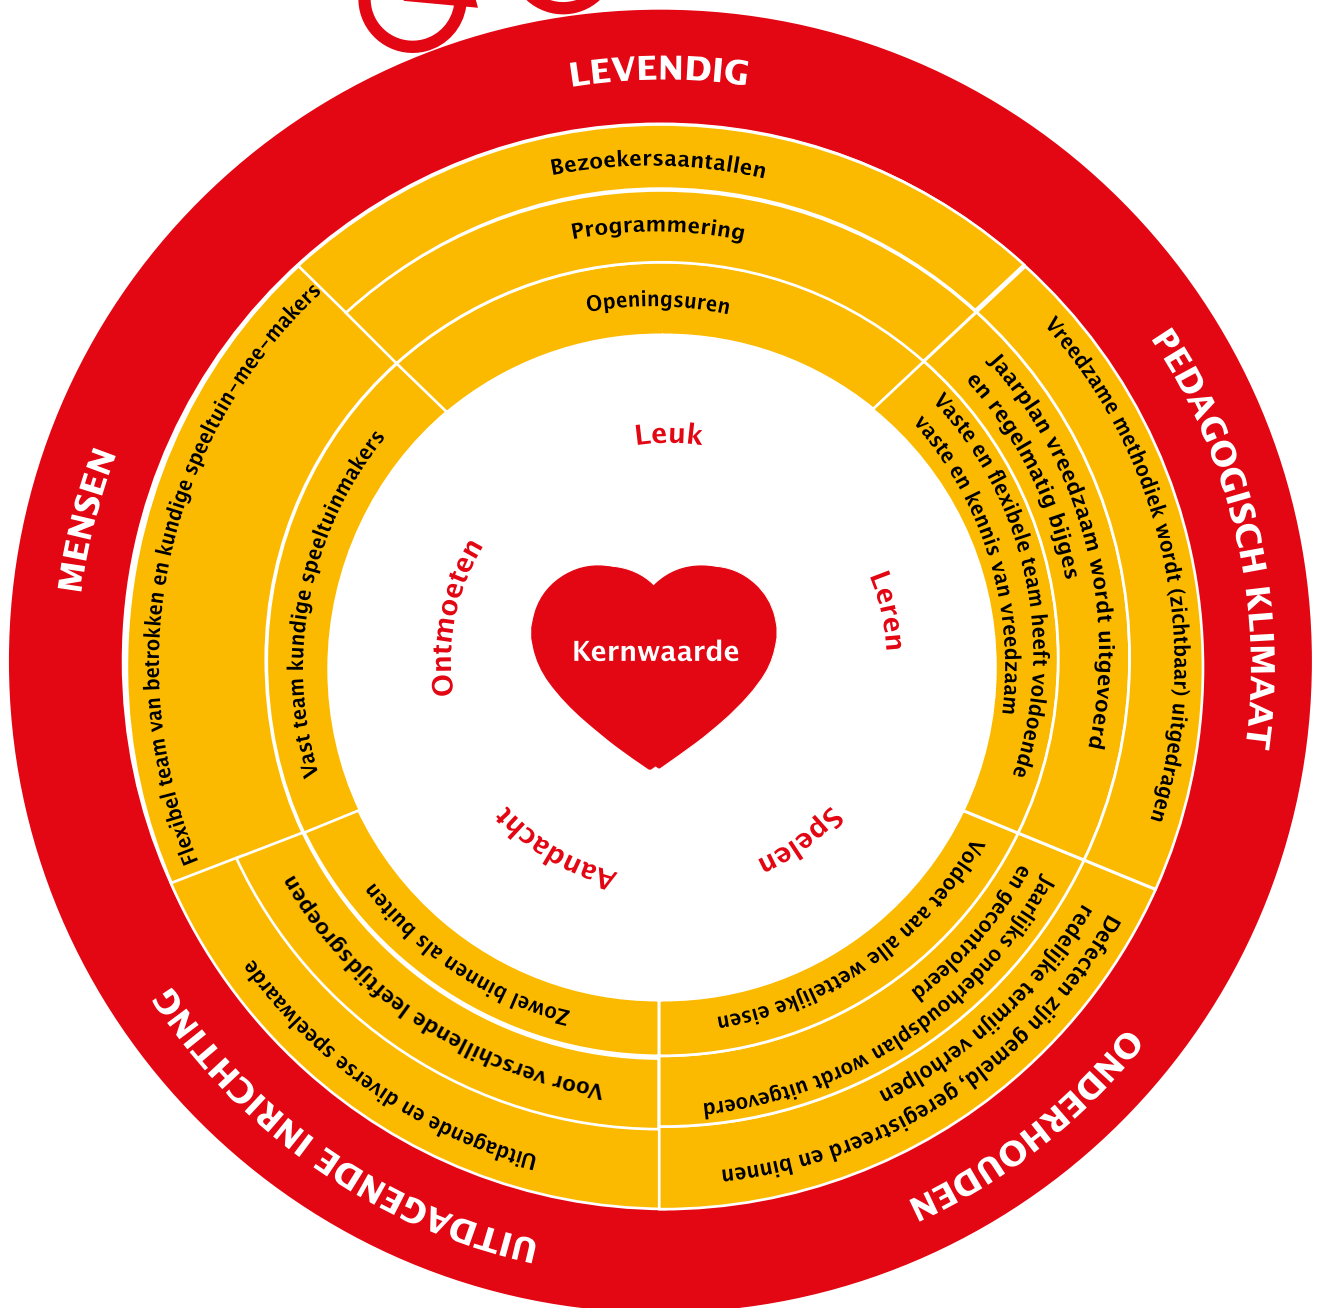 LEVENDIG
Bezoekersaantallen
Programmering
Openingsuren
PEDAGOGISCH KLIMAAT
Vreedzame methodiek wordt (zichtbaar) uitgedragen
Jaarplan vreedzaam wordt uitgevoerd
en regelmatig bijges
Vaste en flexibele team heeft voldoende
vaste en kennis van vreedzaam
ONDERHOUDEN
Defecten zijn gemeld, geregistreerd en binnen
redelijke termijn verholpen
Jaarlijks onderhoudsplan wordt uitgevoerd
en gecontroleerd
Voldoet aan alle wettelijke eisen
UITDAGENDE INRICHTING
Uitdagende en diverse speelwaarde
Voor verschillende leeftijdsgroepen
Zowel binnen als buiten
MENSEN
Flexibel team van betrokken en kundige speeltuin-mee-makers
Vast team kundige speeltuinmakers
Leuk
Leren
Spelen
Aandacht
Ontmoeten
Kernwaarde